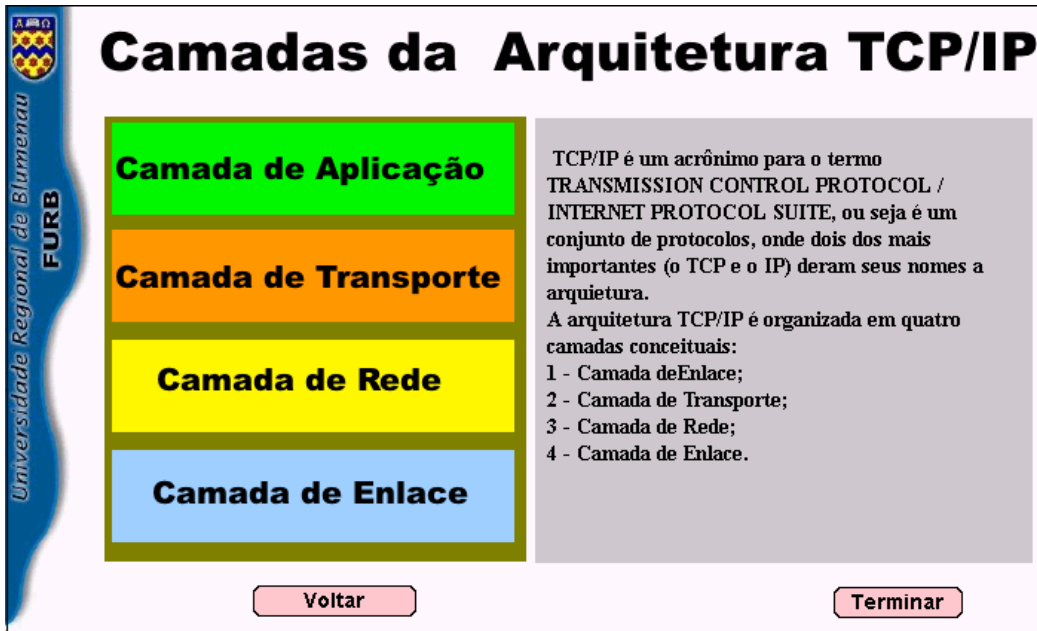 Camadas da Arquitetura TCP/IP
Universidade Regional de Blumenau
FURB
Camada de Aplicação
Camada de Transporte
Camada de Rede
Camada de Enlace
TCP/IP é um acrônimo para o termo
TRANSMISSION CONTROL PROTOCOL /
INTERNET PROTOCOL SUITE, ou seja é um
conjunto de protocolos, onde dois dos mais
importantes (o TCP e o IP) deram seus nomes a
arquietura.
A arquitetura TCP/IP é organizada em quatro
camadas conceituais:
1 - Camada deEnlace;
2 - Camada de Transporte;
3 - Camada de Rede;
4 - Camada de Enlace.
Voltar
Terminar